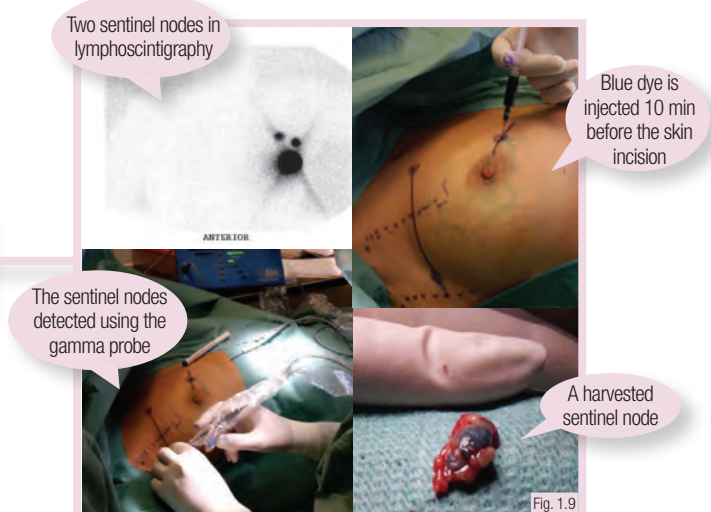 Two sentinel nodes in
lymphoscintigraphy
ANTERIOR
Blue dye is
injected 10 min
before the skin
incision
The sentinel nodes
detected using the
gamma probe
A harvested
sentinel node
Fig. 1.9